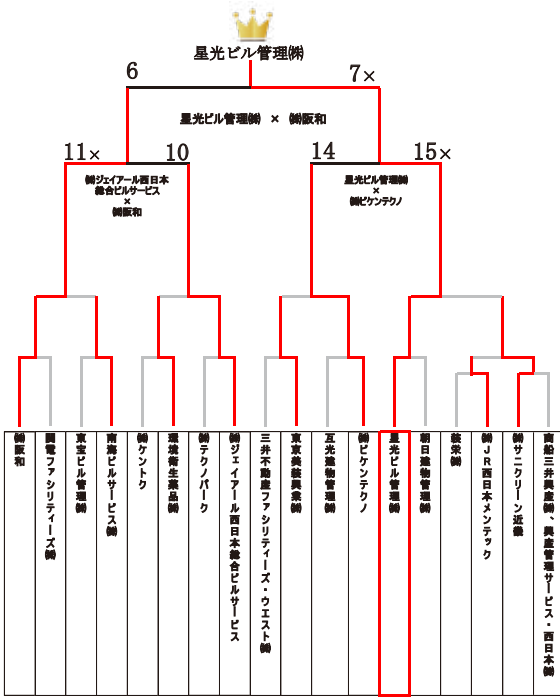 星光ビル管理㈱
6
7×
星光ビル管理㈱　×　㈱阪和
11×
10
14
15×
㈱ジェイアール西日本
総合ビルサービス
×
㈱阪和
星光ビル管理㈱
×
㈱ビケンテクノ
㈱阪和
関電ファシリティーズ㈱
東宝ビル管理㈱
南海ビルサービス㈱
㈱ケントク
環境衛生薬品㈱
㈱テクノパーク
㈱ジェイアール西日本総合ビルサービス
三井不動産ファシリティーズ・ウエスト㈱
東京美装興業㈱
互光建物管理㈱
㈱ビケンテクノ
星光ビル管理㈱
朝日建物管理㈱
装栄㈱
㈱ＪＲ西日本メンテック
㈱サニクリーン近畿
商船三井興産㈱、興産管理サービス・西日本㈱